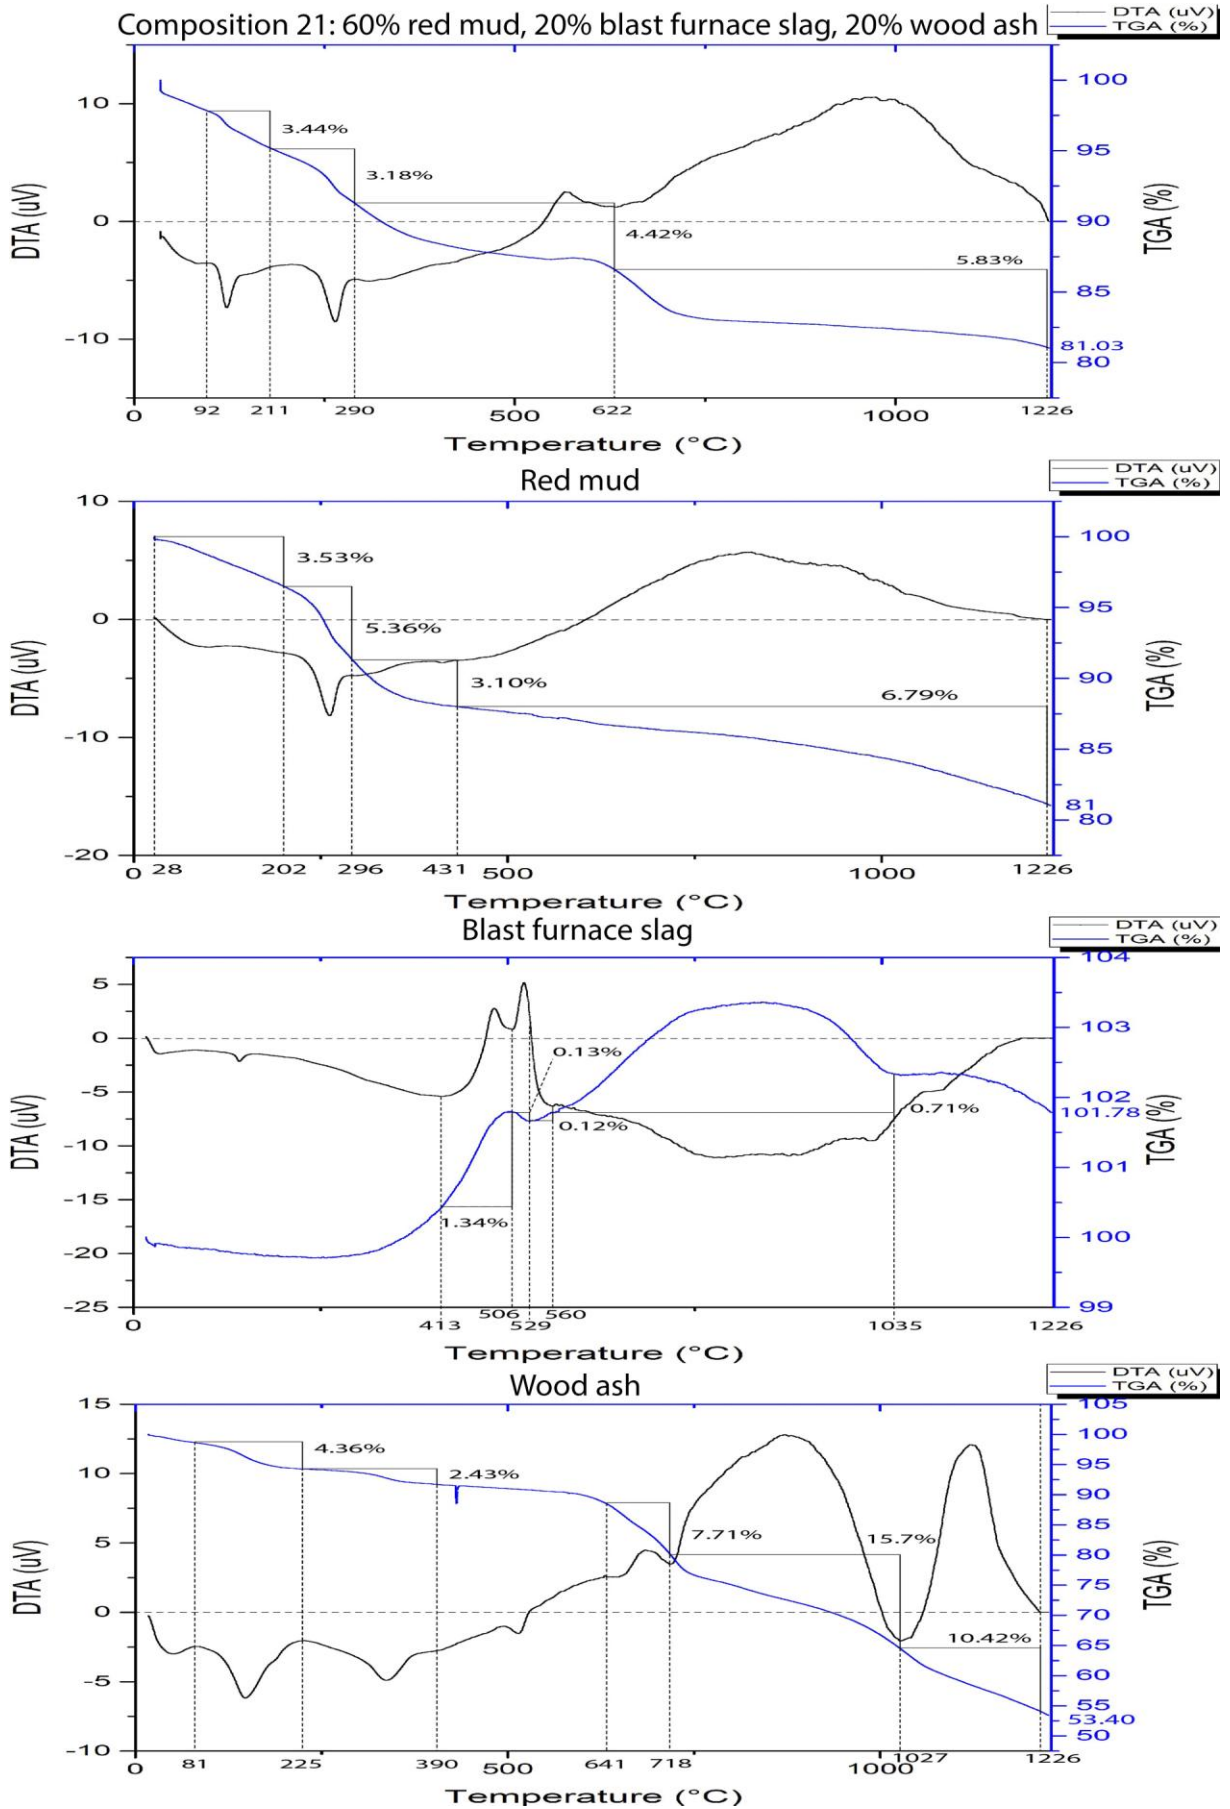 Composition 21: 60% red mud, 20% blast furnace slag, 20% wood ash
DTA (uV)
TGA (%)
10
0
-10
DTA (uV)
100
95
90
85
80
81.03
TGA (%)
3.44%
3.18%
4.42%
5.83%
0 92 211 290 500 622 1000 1226
Temperature (°C)
Red mud
DTA (uV)
TGA (%)
10
0
-10
-20
DTA (uV)
100
95
90
85
81
80
TGA (%)
3.53%
5.36%
3.10%
6.79%
0 28 202 296 431 500 1000 1226
Temperature (°C)
Blast furnace slag
DTA (uV)
TGA (%)
5
0
-5
-10
-15
-20
-25
DTA (uV)
104
103
102
101.78
101
100
99
TGA (%)
0.13%
0.12%
0.71%
1.34%
0 413 506 529 560 1035 1226
Temperature (°C)
Wood ash
DTA (uV)
TGA (%)
15
10
5
0
-5
-10
DTA (uV)
105
100
95
90
85
80
75
70
65
60
55
53.40
50
TGA (%)
4.36%
2.43%
7.71%
15.7%
10.42%
0 81 225 390 500 641 718 1000 1027 1226
Temperature (°C)